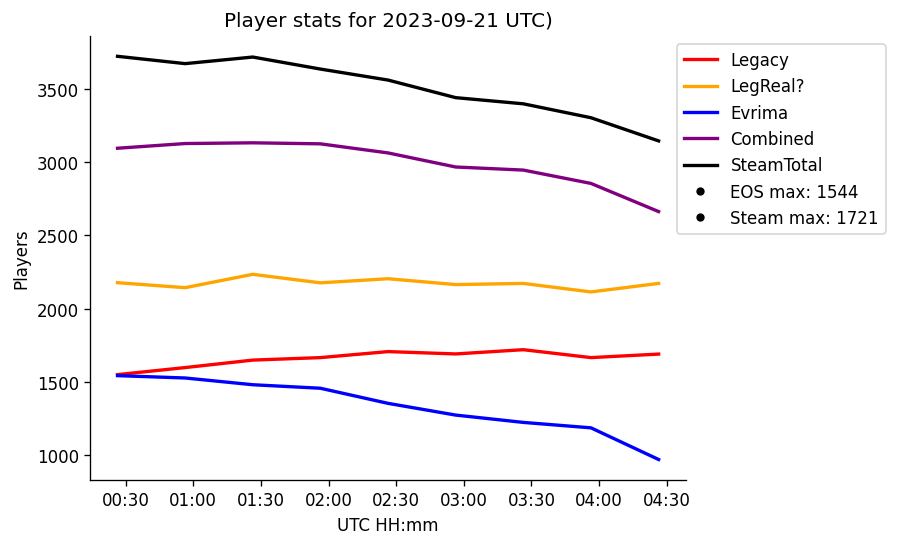 Player stats for 2023-09-21 UTC)
Legacy
LegReal?
Evrima
Combined
SteamTotal
EOS max: 1544
Steam max: 1721
Players
3500
3000
2500
2000
1500
1000
00:30 01:00 01:30 02:00 02:30 03:00 03:30 04:00 04:30
UTC HH:mm